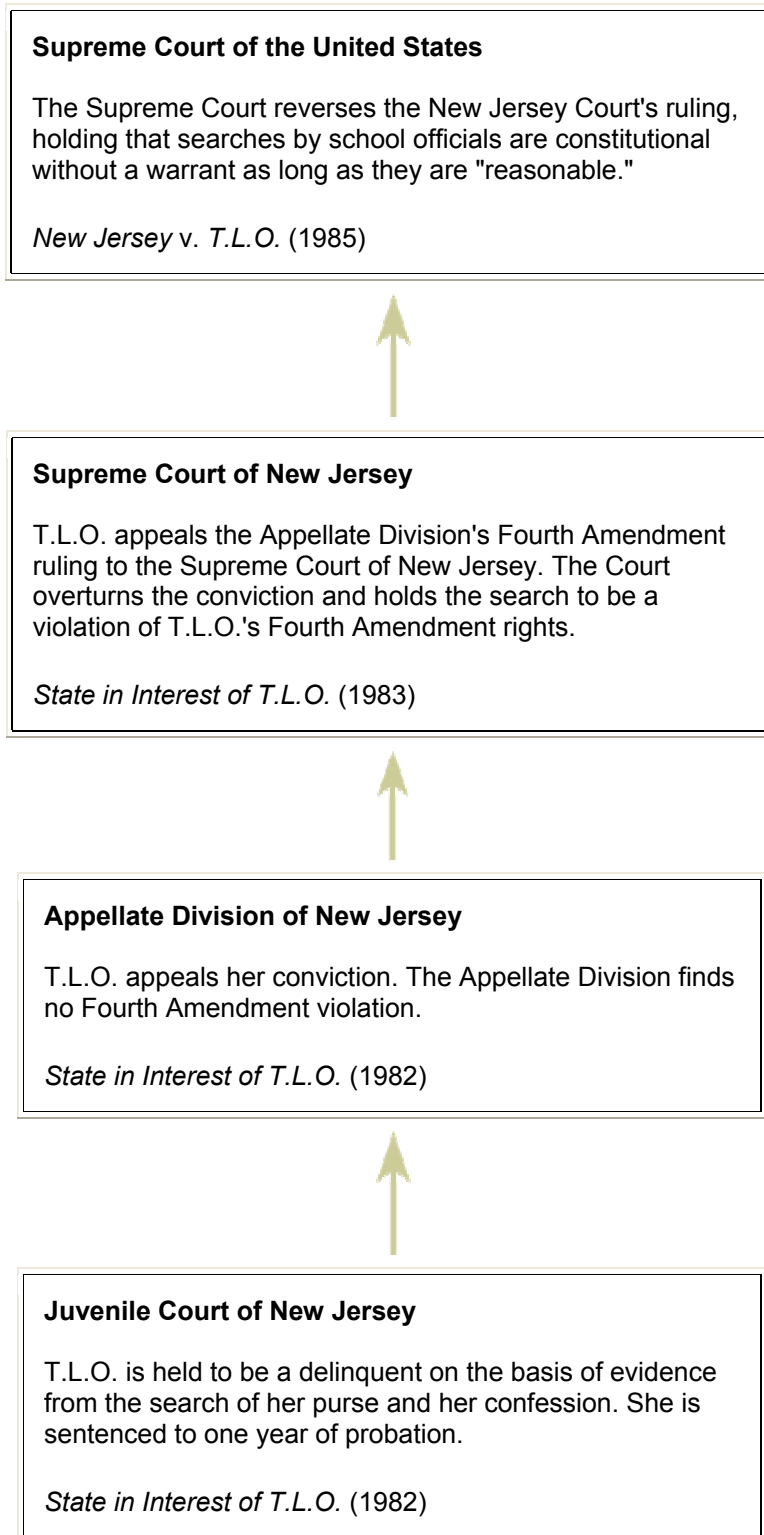 Supreme Court of the United States
The Supreme Court reverses the New Jersey Court's ruling,
holding that searches by school officials are constitutional
without a warrant as long as they are "reasonable."
New Jersey v. T.L.O. (1985)
Supreme Court of New Jersey
T.L.O. appeals the Appellate Division's Fourth Amendment
ruling to the Supreme Court of New Jersey. The Court
overturns the conviction and holds the search to be a
violation of T.L.O.'s Fourth Amendment rights.
State in Interest of T.L.O. (1983)
Appellate Division of New Jersey
T.L.O. appeals her conviction. The Appellate Division finds
no Fourth Amendment violation.
State in Interest of T.L.O. (1982)
Juvenile Court of New Jersey
T.L.O. is held to be a delinquent on the basis of evidence
from the search of her purse and her confession. She is
sentenced to one year of probation.
State in Interest of T.L.O. (1982)